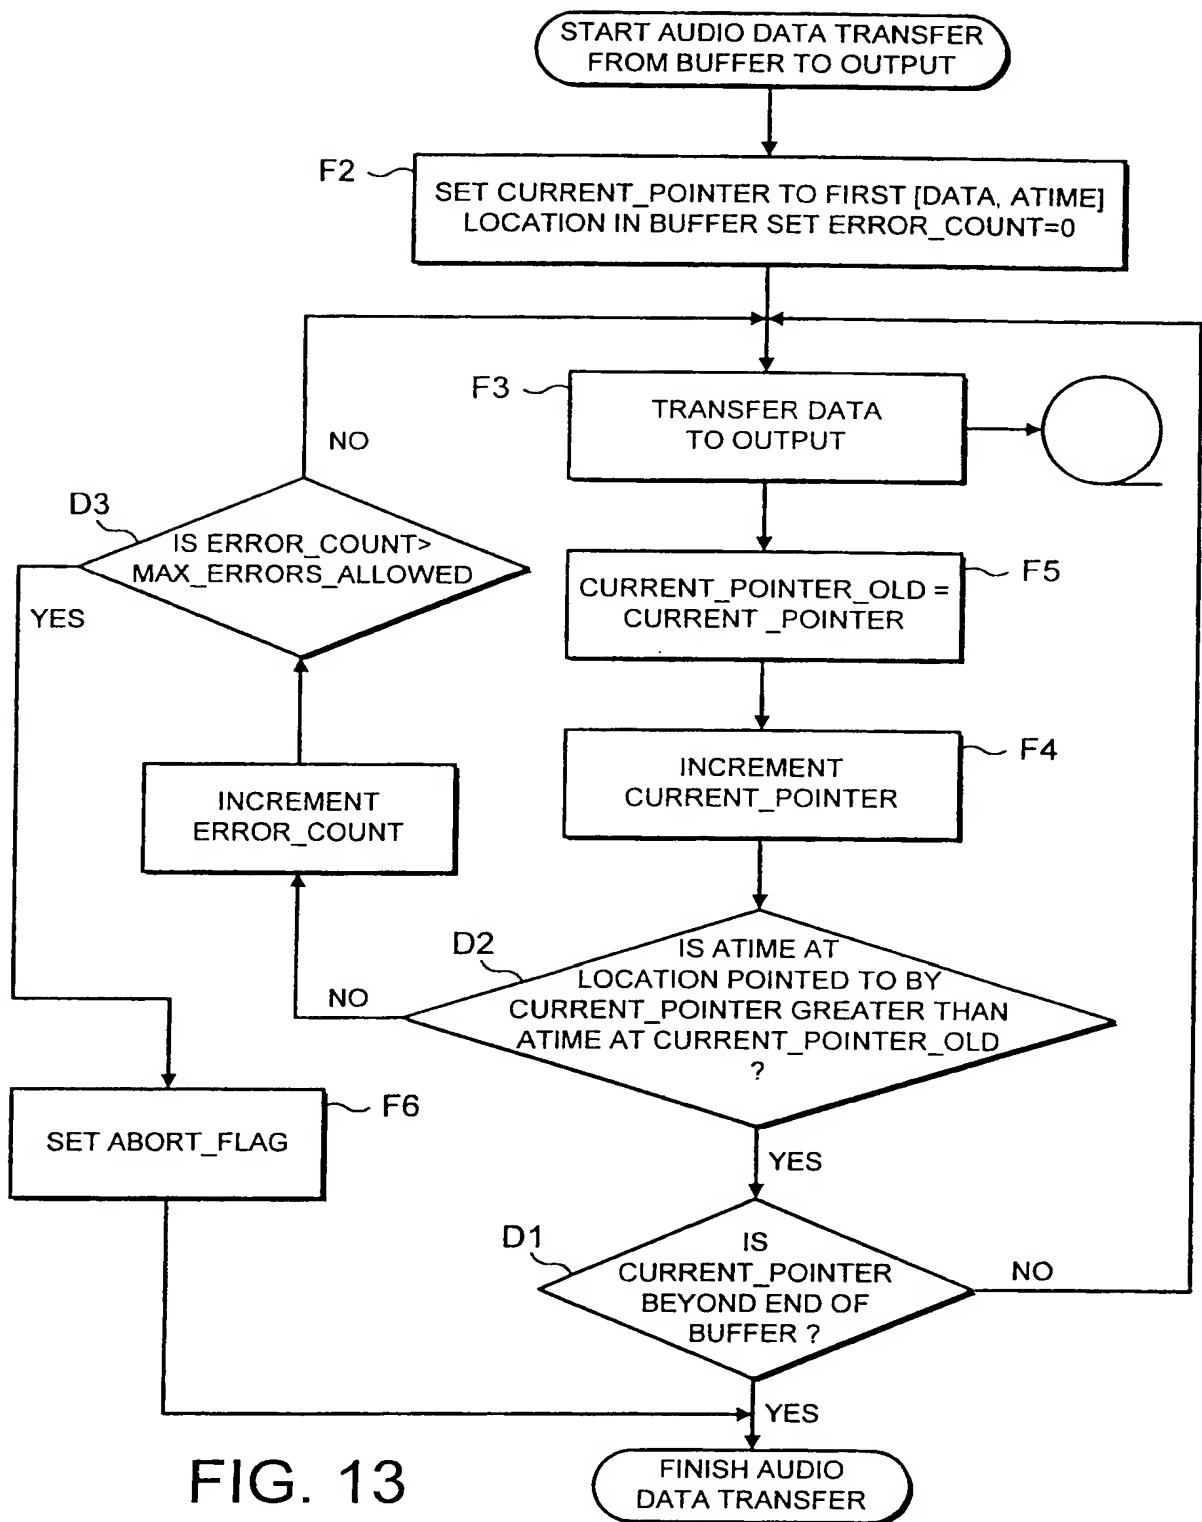 START AUDIO DATA TRANSFER
FROM BUFFER TO OUTPUT
F2
SET CURRENT_POINTER TO FIRST [DATA, ATIME]
LOCATION IN BUFFER SET ERROR_COUNT=0
F3
TRANSFER DATA
TO OUTPUT
NO
D3
IS ERROR_COUNT>
MAX_ERRORS_ALLOWED
YES
F5
CURRENT_POINTER_OLD =
CURRENT _POINTER
F4
INCREMENT
CURRENT_POINTER
INCREMENT
ERROR_COUNT
D2
IS ATIME AT
LOCATION POINTED TO BY
CURRENT_POINTER GREATER THAN
ATIME AT CURRENT_POINTER_OLD
?
NO
F6
SET ABORT_FLAG
YES
D1
IS
CURRENT_POINTER
BEYOND END OF
BUFFER ?
NO
YES
FINISH AUDIO
DATA TRANSFER
FIG. 13